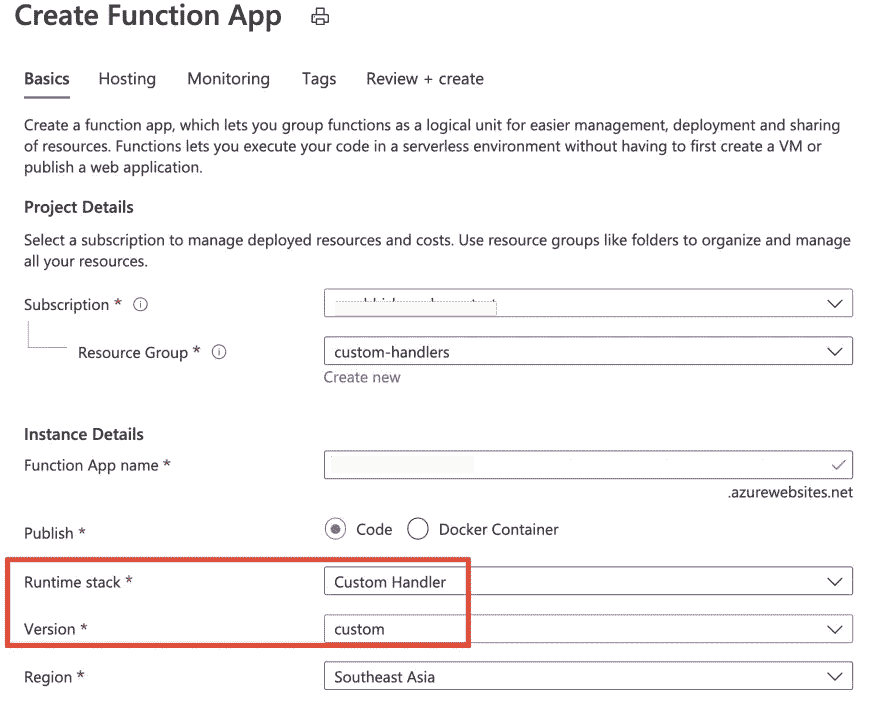 Create Function App
Basics Hosting Monitoring Tags Review + create
Create a function app, which lets you group functions as a logical unit for easier management, deployment and sharing
of resources. Functions lets you execute your code in a serverless environment without having to first create a VM or
publish a web application.
Project Details
Select a subscription to manage deployed resources and costs. Use resource groups like folders to organize and manage
all your resources.
Subscription *
Resource Group * custom-handlers
Create new
Instance Details
Function App name *
.azurewebsites.net
Publish * Code Docker Container
Runtime stack * Custom Handler
Version * custom
Region * Southeast Asia